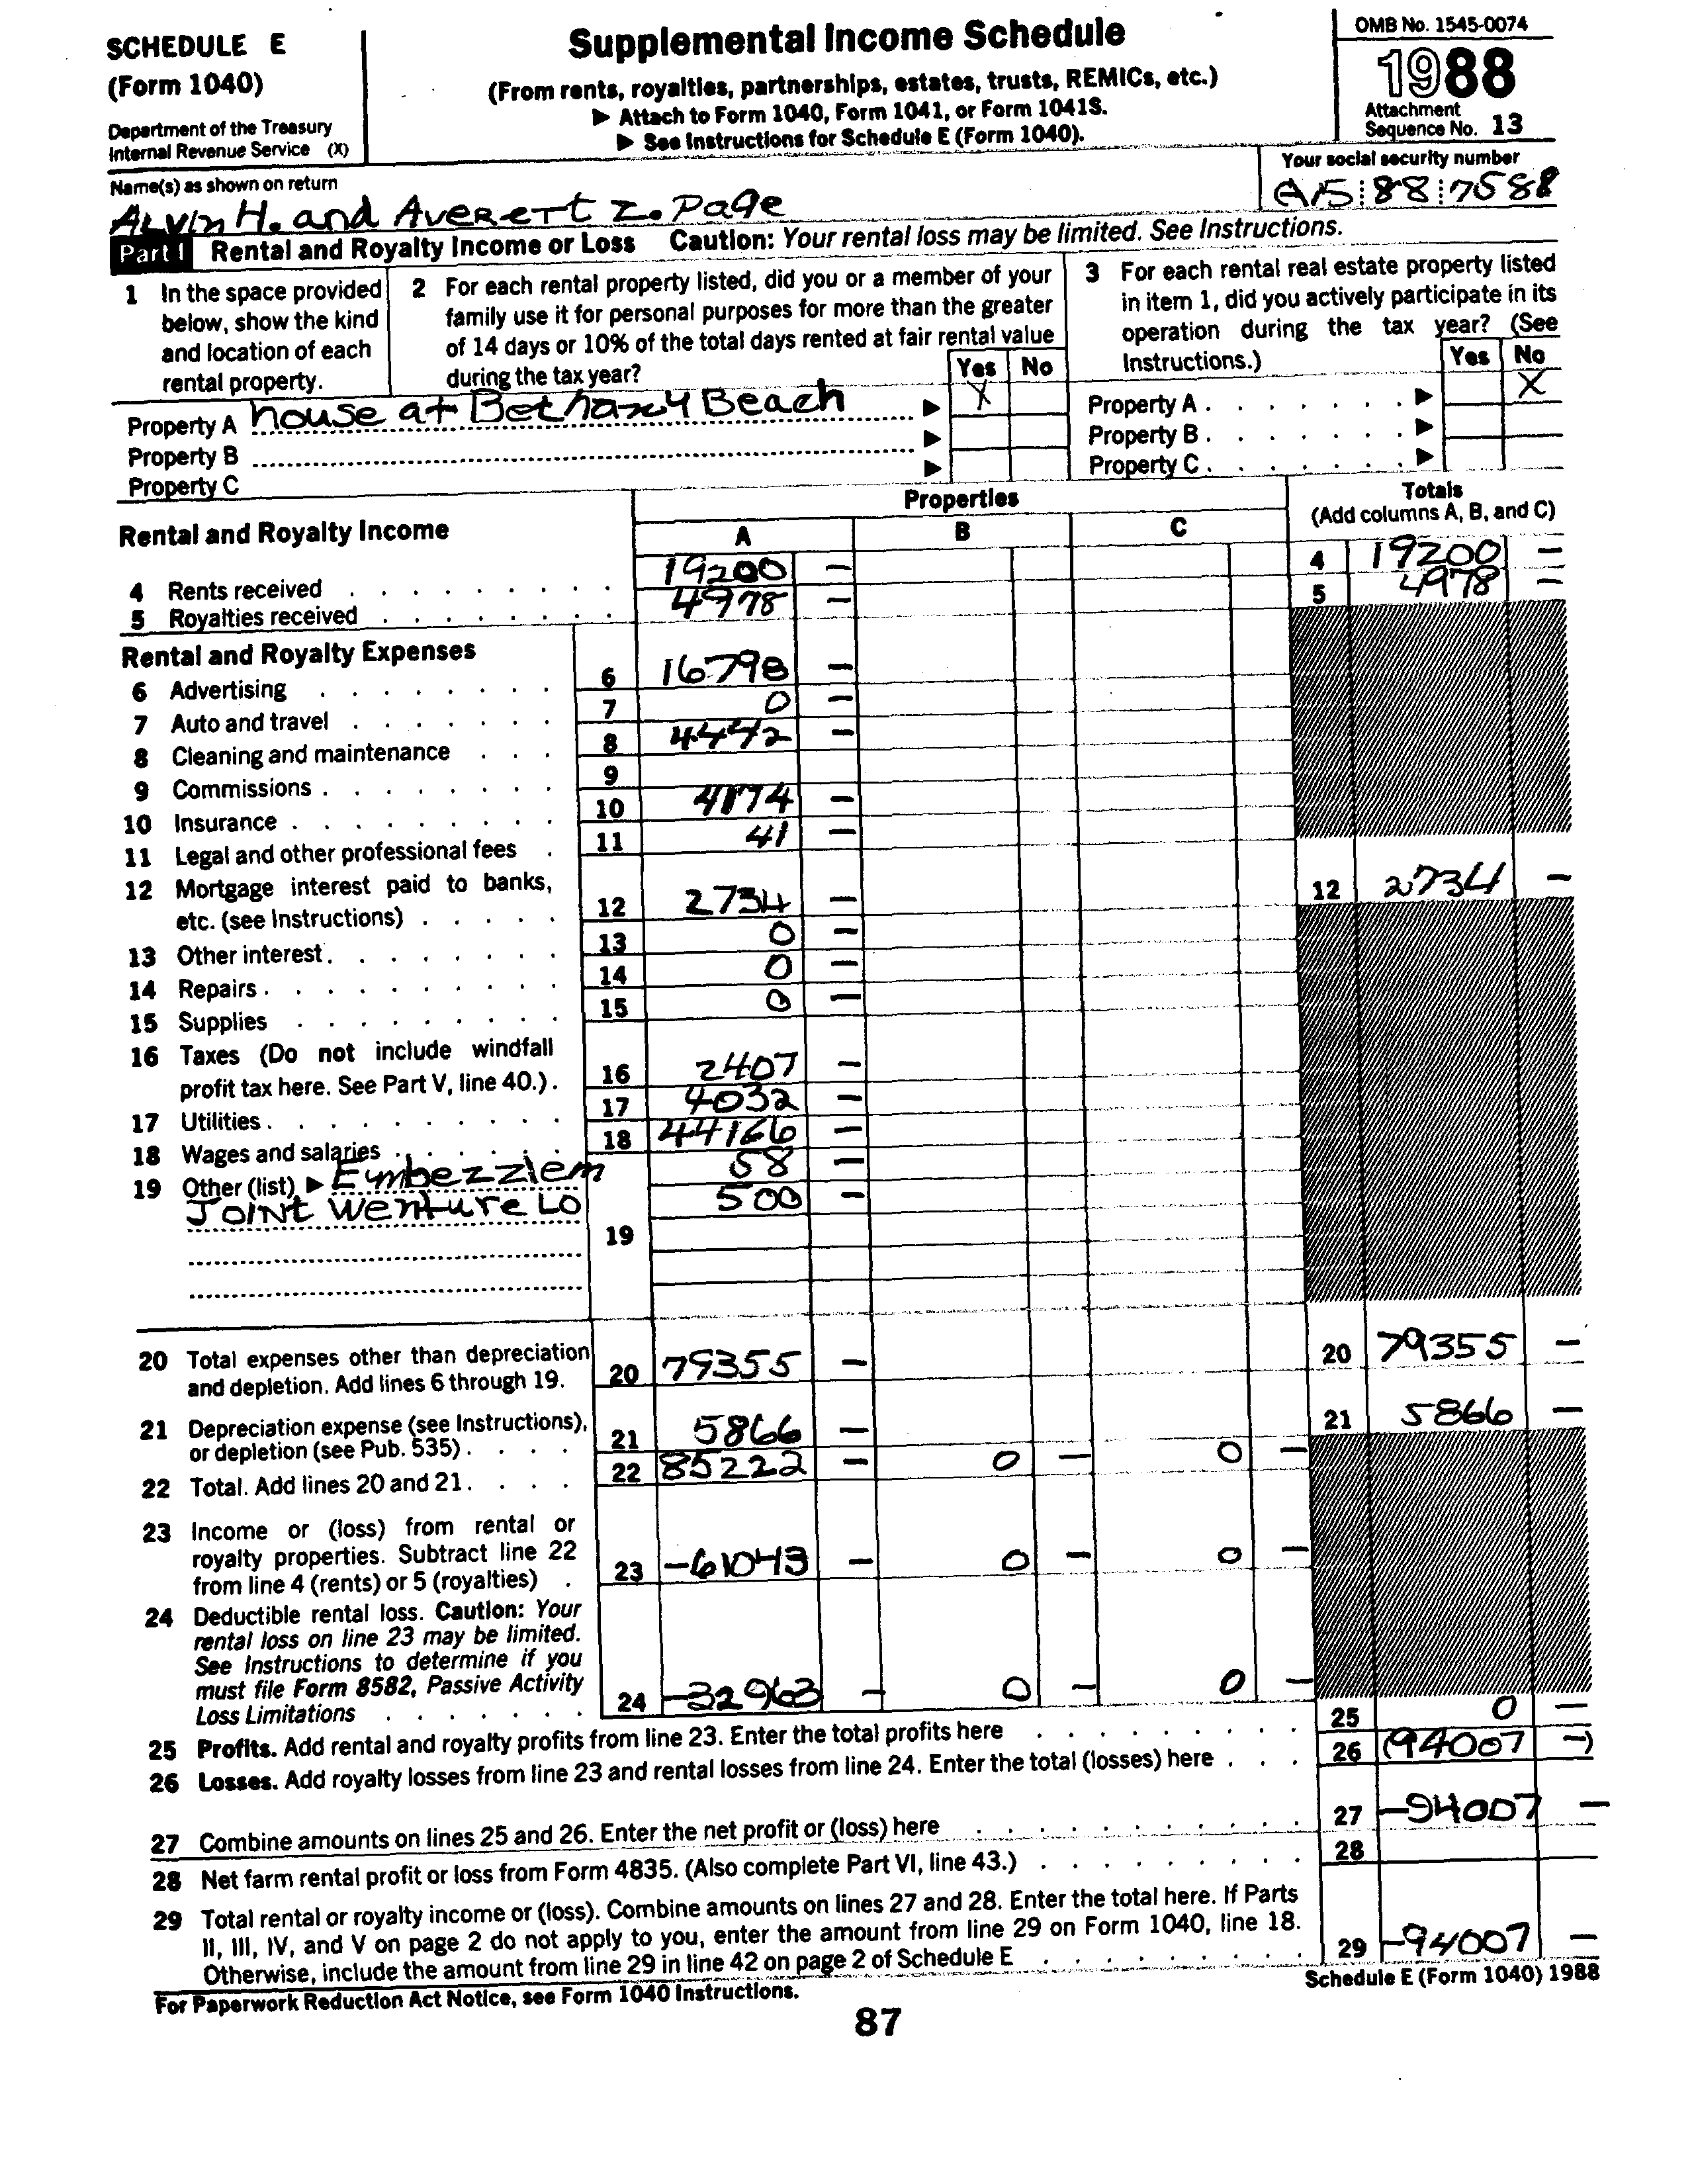 SCHEDULE E
(Form 1040)
Department of the Treasury
Internal Revenue Service (X)
Supplemental Income Schedule
(From rents, royalties, partnerships, estates, trusts, REMICs, etc.)
▶ Attach to Form 1040, Form 1041, or Form 1041S.
▶ See Instructions for Schedule E (Form 1040).
OMB No. 1545-0074
1988
Attachment
Sequence No. 13
Name(s) as shown on return
Your social security number
ALVIn H. and AVERETT Z. Page
88 7588
Part I Rental and Royalty Income or Loss Caution: Your rental loss may be limited. See Instructions.
1 In the space provided
below, show the kind
and location of each
rental property.
2 For each rental property listed, did you or a member of your
family use it for personal purposes for more than the greater
of 14 days or 10% of the total days rented at fair rental value
during the tax year?
Yes No
3 For each rental real estate property listed
in item 1, did you actively participate in its
operation during the tax year? (See
Instructions.)
Yes No
Property A house at Bethany Beach ▶ X
Property B ▶
Property C ▶
Property A . . . . . . . ▶ X
Property B . . . . . . . ▶
Property C . . . . . . . ▶
Rental and Royalty Income
Properties
A B C
Totals
(Add columns A, B, and C)
4 Rents received 19200 – 4 19200 –
5 Royalties received 4978 – 5 4978 –
Rental and Royalty Expenses
6 Advertising 6 16798 –
7 Auto and travel 7 0 –
8 Cleaning and maintenance 8 4442 –
9 Commissions 9
10 Insurance 10 4174 –
11 Legal and other professional fees 11 41 –
12 Mortgage interest paid to banks,
etc. (see Instructions) 12 2734 – 12 2734 –
13 Other interest 13 0 –
14 Repairs 14 0 –
15 Supplies 15 0 –
16 Taxes (Do not include windfall
profit tax here. See Part V, line 40.) 16 2407 –
17 Utilities 17 4032 –
18 Wages and salaries 18 44166 –
19 Other (list) ▶ Embezzlem 58 –
JOINT Wenture LO 500 –
19
20 Total expenses other than depreciation
and depletion. Add lines 6 through 19. 20 79355 – 20 79355 –
21 Depreciation expense (see Instructions),
or depletion (see Pub. 535) 21 5866 – 21 5866 –
22 Total. Add lines 20 and 21 22 85222 – 0 – 0 –
23 Income or (loss) from rental or
royalty properties. Subtract line 22
from line 4 (rents) or 5 (royalties) 23 -61043 – 0 – 0 –
24 Deductible rental loss. Caution: Your
rental loss on line 23 may be limited.
See Instructions to determine if you
must file Form 8582, Passive Activity
Loss Limitations 24 -32963 – 0 – 0 –
25 Profits. Add rental and royalty profits from line 23. Enter the total profits here 25 0 –
26 Losses. Add royalty losses from line 23 and rental losses from line 24. Enter the total (losses) here 26 (94007 –)
27 Combine amounts on lines 25 and 26. Enter the net profit or (loss) here 27 -94007 –
28 Net farm rental profit or loss from Form 4835. (Also complete Part VI, line 43.) 28
29 Total rental or royalty income or (loss). Combine amounts on lines 27 and 28. Enter the total here. If Parts
II, III, IV, and V on page 2 do not apply to you, enter the amount from line 29 on Form 1040, line 18.
Otherwise, include the amount from line 29 in line 42 on page 2 of Schedule E 29 -94007 –
For Paperwork Reduction Act Notice, see Form 1040 Instructions.
Schedule E (Form 1040) 1988
87